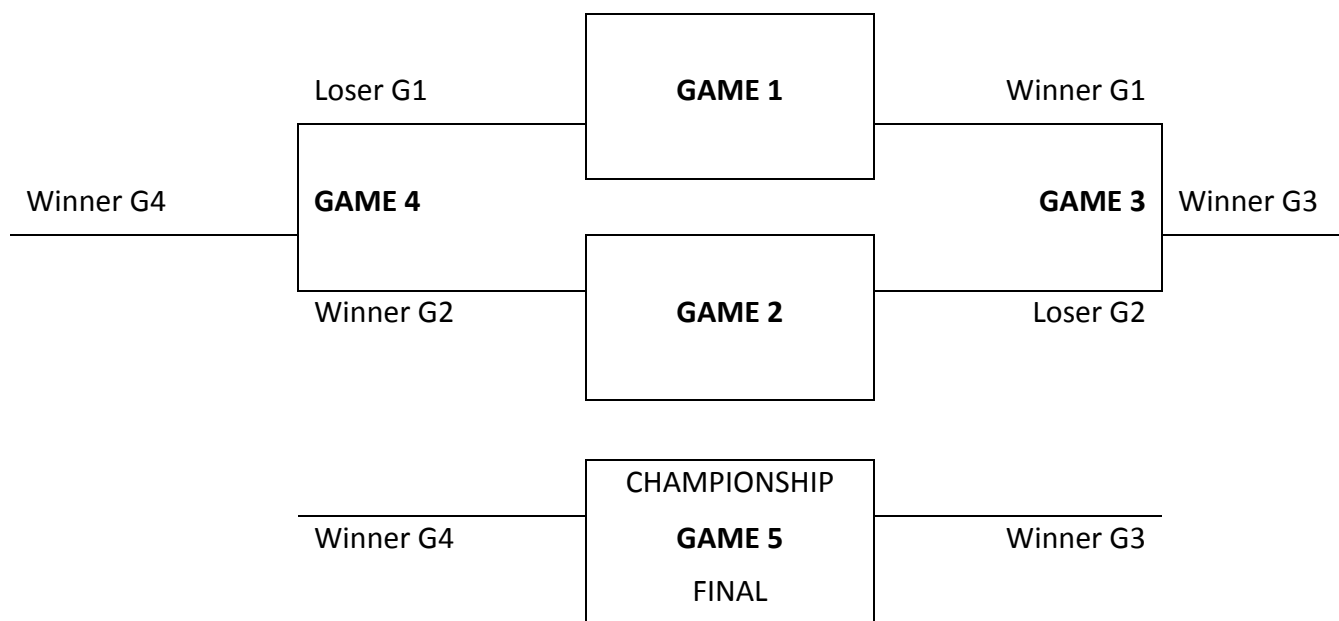 Loser G1 GAME 1 Winner G1
Winner G4 GAME 4 GAME 3 Winner G3
Winner G2 GAME 2 Loser G2
CHAMPIONSHIP
Winner G4 GAME 5 Winner G3
FINAL